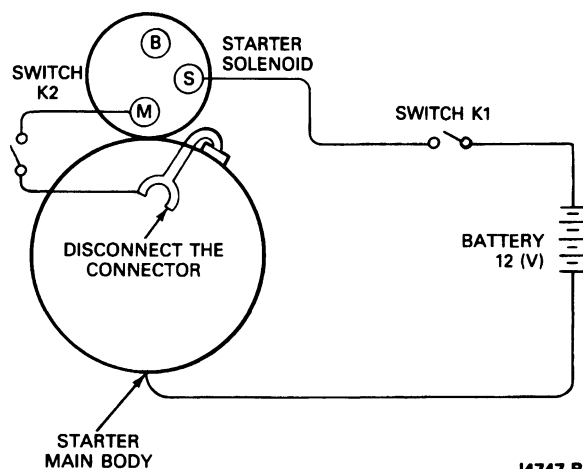 B
STARTER
SOLENOID
SWITCH
K2
S
M
SWITCH K1
BATTERY
12 (V)
DISCONNECT THE
CONNECTOR
STARTER
MAIN BODY